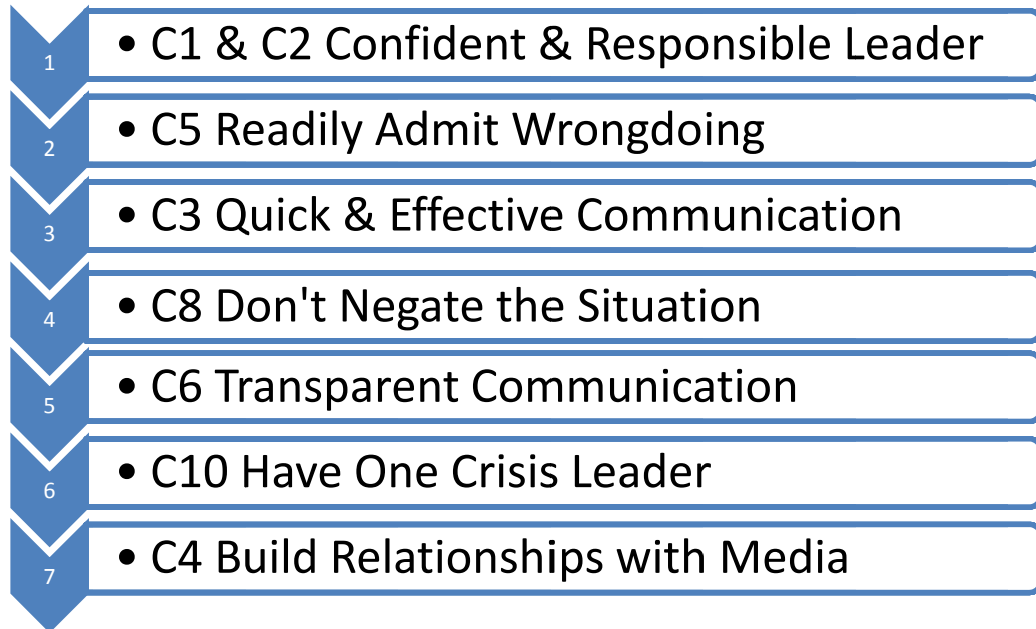 1
• C1 & C2 Confident & Responsible Leader
2
• C5 Readily Admit Wrongdoing
3
• C3 Quick & Effective Communication
4
• C8 Don't Negate the Situation
5
• C6 Transparent Communication
6
• C10 Have One Crisis Leader
7
• C4 Build Relationships with Media